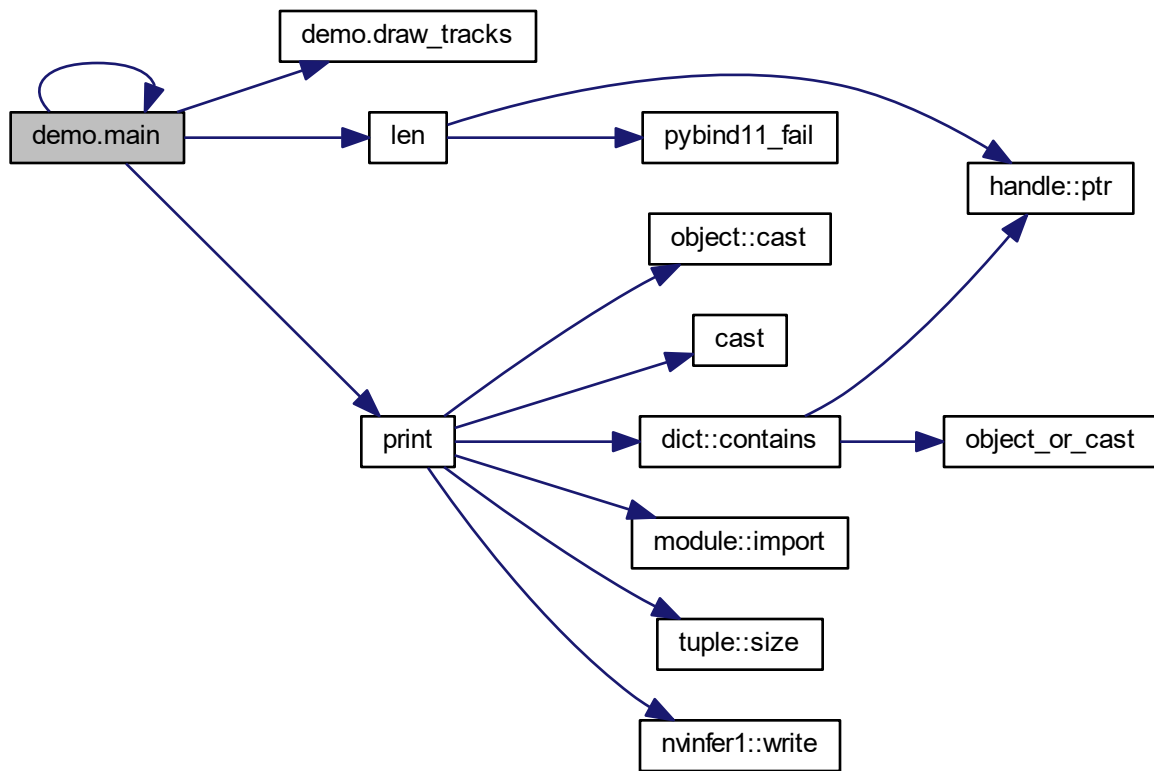 demo.draw_tracks
demo.main
len
pybind11_fail
handle::ptr
object::cast
cast
print
dict::contains
object_or_cast
module::import
tuple::size
nvinfer1::write